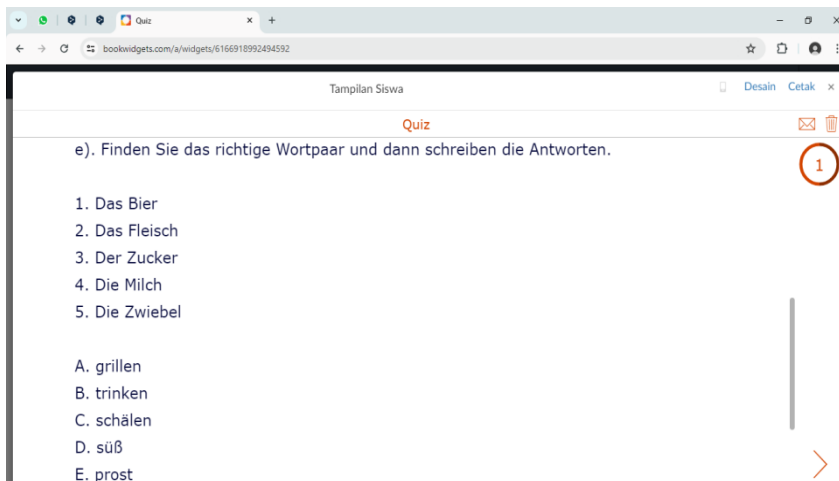 Quiz
bookwidgets.com/a/widgets/6166918992494592
Tampilan Siswa
Desain Cetak
Quiz
e). Finden Sie das richtige Wortpaar und dann schreiben die Antworten.
1
1. Das Bier
2. Das Fleisch
3. Der Zucker
4. Die Milch
5. Die Zwiebel
A. grillen
B. trinken
C. schälen
D. süß
E. prost